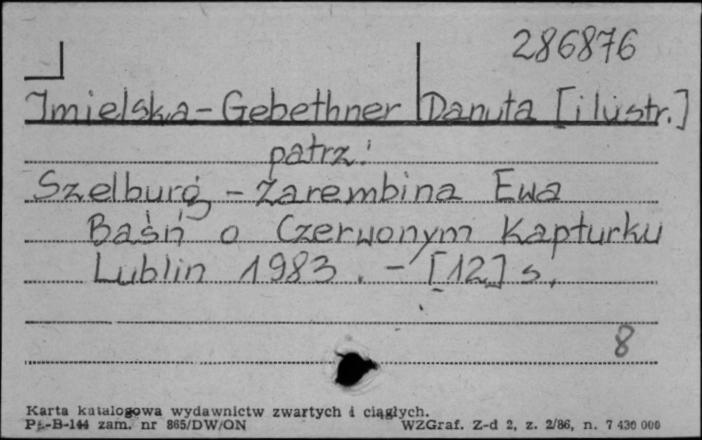 286876
Imielska-Gebethner Danuta [ilustr.]
patrz:
Szelburg - Zarembina Ewa
Baśń o Czerwonym Kapturku
Lublin 1983. - [12] s.
8
Karta katalogowa wydawnictw zwartych i ciągłych.
Pu-B-144 zam. nr 865/DW/ON WZGraf. Z-d 2, z. 2/86, n. 7 430 000